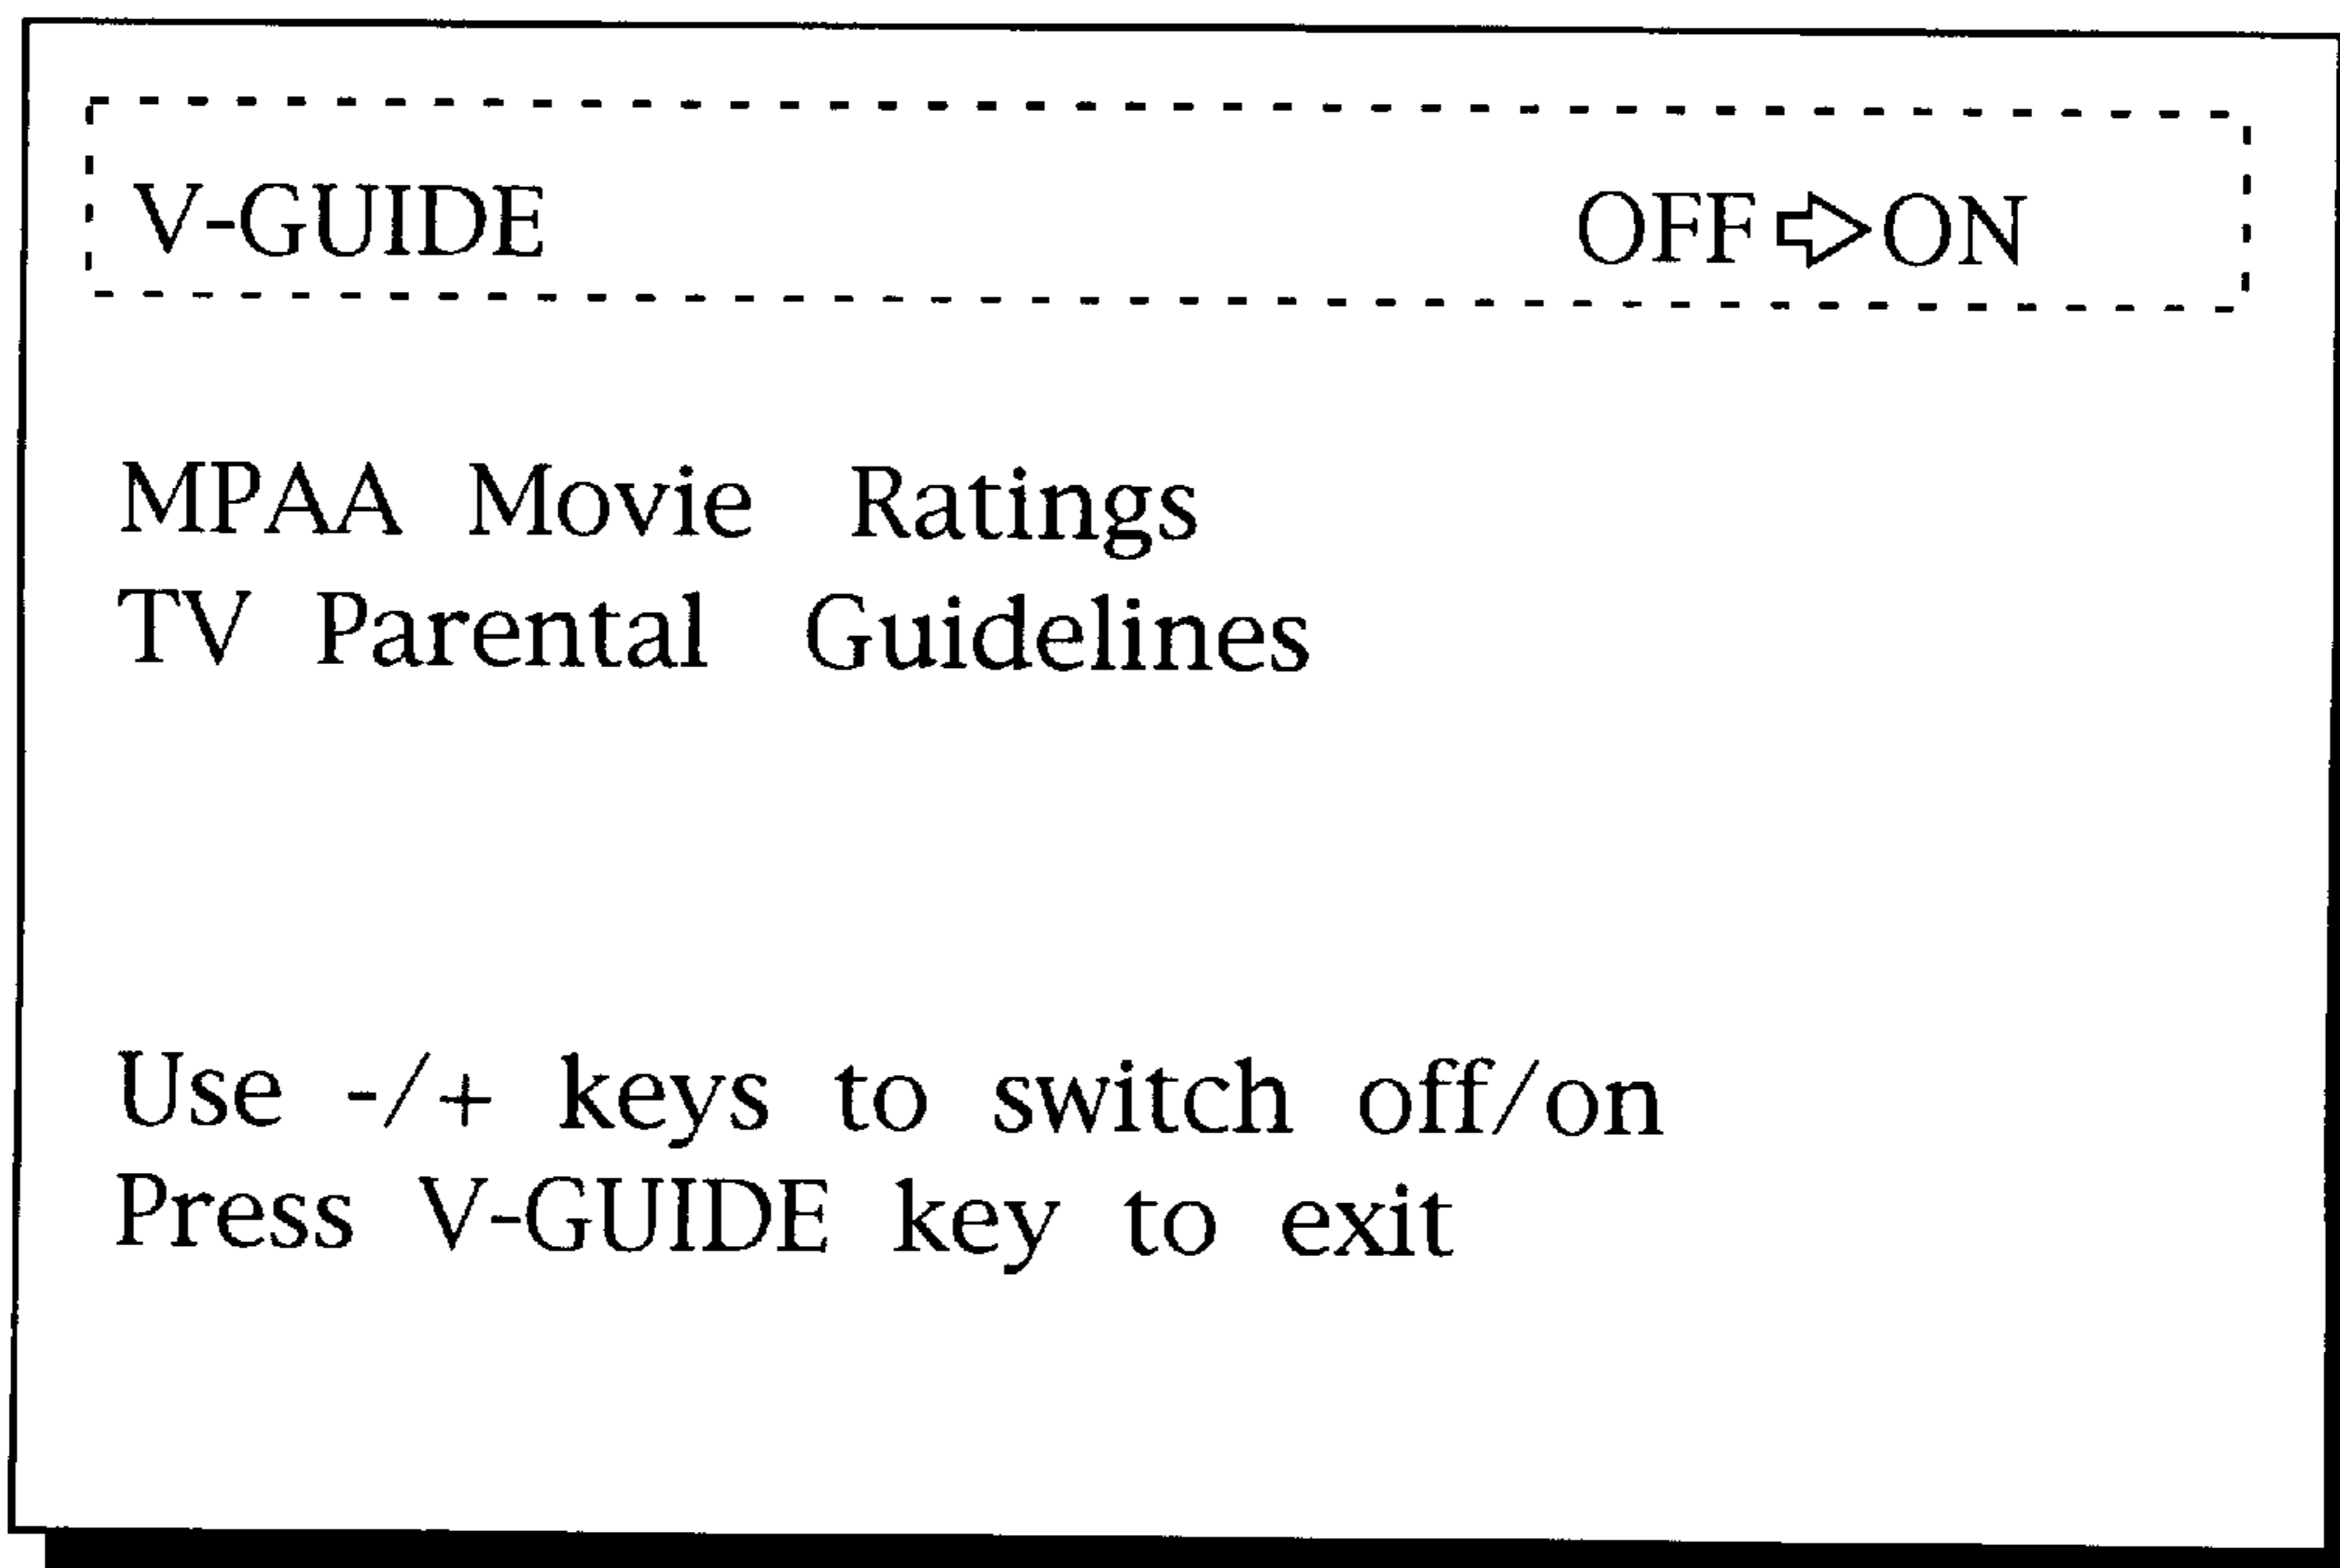 V-GUIDE OFF⇨ON
MPAA Movie Ratings
TV Parental Guidelines
Use -/+ keys to switch off/on
Press V-GUIDE key to exit